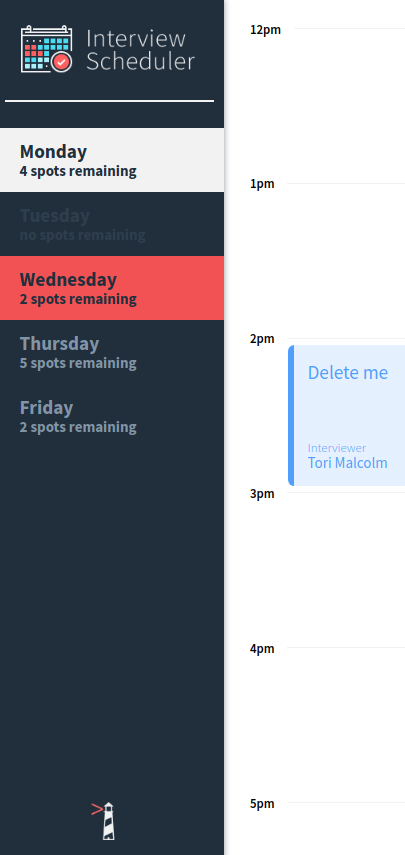 Interview
Scheduler
Monday
4 spots remaining
Tuesday
no spots remaining
Wednesday
2 spots remaining
Thursday
5 spots remaining
Friday
2 spots remaining
12pm
1pm
2pm
Delete me
Interviewer
Tori Malcolm
3pm
4pm
5pm